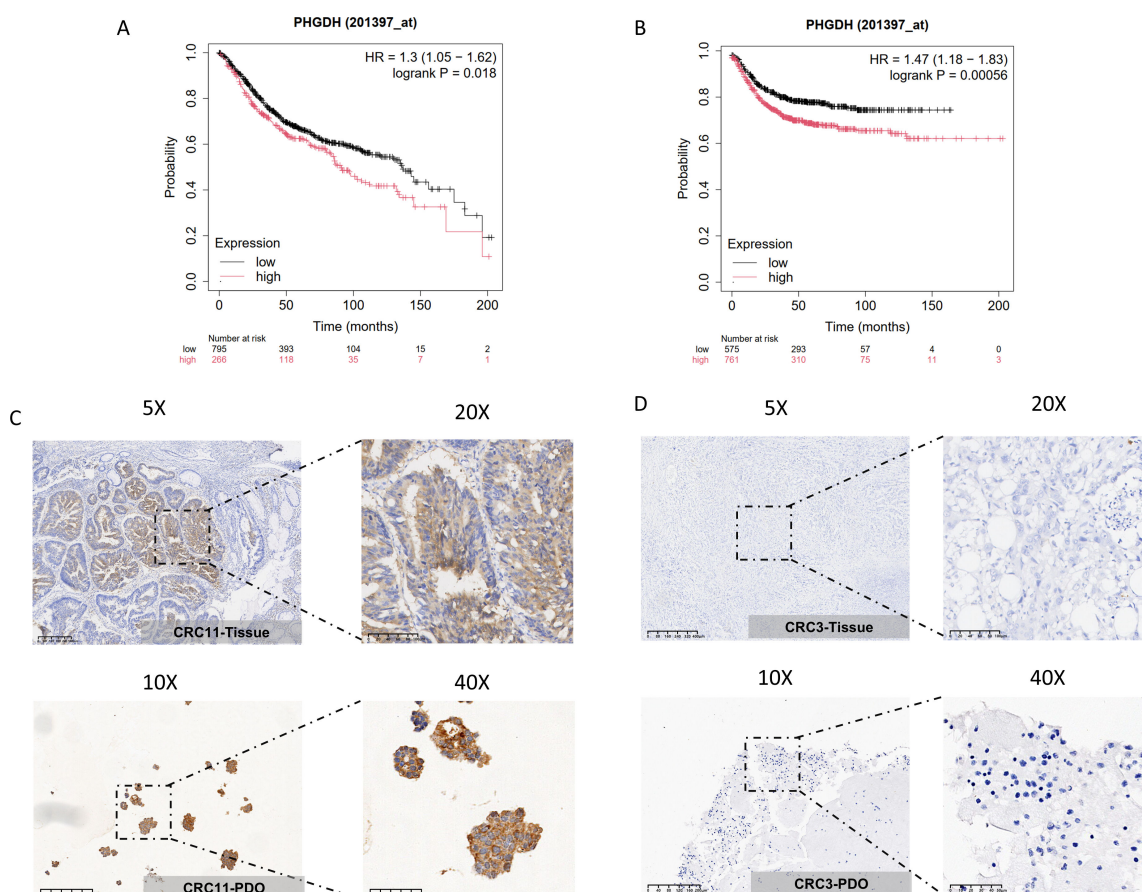 A
PHGDH (201397_at)
HR = 1.3 (1.05 − 1.62)
logrank P = 0.018
Probability
1.0
0.8
0.6
0.4
0.2
0.0
Expression
low
high
0 50 100 150 200
Time (months)
Number at risk
low 795 393 104 15 2
high 266 118 35 7 1
B
PHGDH (201397_at)
HR = 1.47 (1.18 − 1.83)
logrank P = 0.00056
Probability
1.0
0.8
0.6
0.4
0.2
0.0
Expression
low
high
0 50 100 150 200
Time (months)
Number at risk
low 575 293 57 4 0
high 761 310 75 11 3
C
5X 20X
CRC11-Tissue
10X 40X
CRC11-PDO
D
5X 20X
CRC3-Tissue
10X 40X
CRC3-PDO